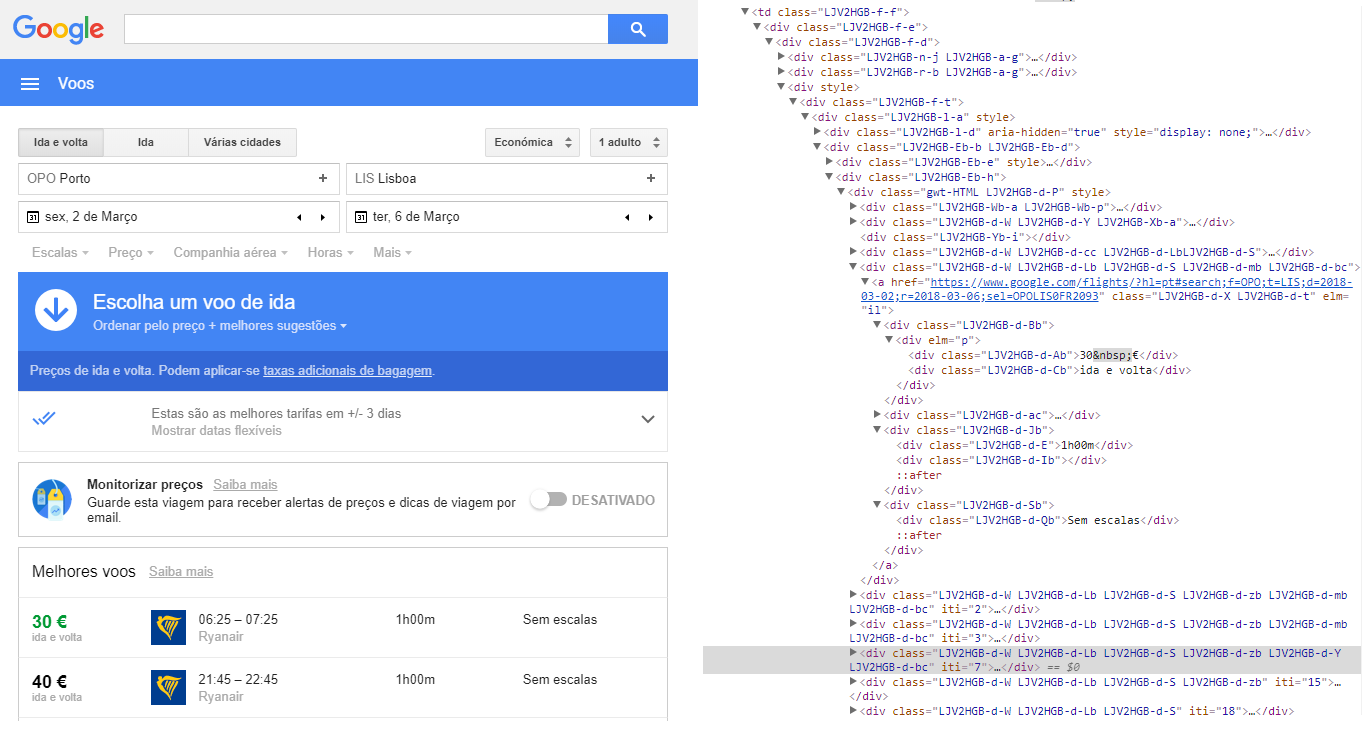 Google
Voos
Ida e volta Ida Várias cidades Económica 1 adulto
OPO Porto + LIS Lisboa +
31 sex, 2 de Março 31 ter, 6 de Março
Escalas Preço Companhia aérea Horas Mais
Escolha um voo de ida
Ordenar pelo preço + melhores sugestões
Preços de ida e volta. Podem aplicar-se taxas adicionais de bagagem.
Estas são as melhores tarifas em +/- 3 dias
Mostrar datas flexíveis
Monitorizar preços Saiba mais
Guarde esta viagem para receber alertas de preços e dicas de viagem por
email.
DESATIVADO
Melhores voos Saiba mais
30 € 06:25 – 07:25 1h00m Sem escalas
ida e volta Ryanair
40 € 21:45 – 22:45 1h00m Sem escalas
ida e volta Ryanair
<td class="LJV2HGB-f-f">
<div class="LJV2HGB-f-e">
<div class="LJV2HGB-f-d">
<div class="LJV2HGB-n-j LJV2HGB-a-g">…</div>
<div class="LJV2HGB-r-b LJV2HGB-a-g">…</div>
<div style>
<div class="LJV2HGB-f-t">
<div class="LJV2HGB-l-a" style>
<div class="LJV2HGB-l-d" aria-hidden="true" style="display: none;">…</div>
<div class="LJV2HGB-Eb-b LJV2HGB-Eb-d">
<div class="LJV2HGB-Eb-e" style>…</div>
<div class="LJV2HGB-Eb-h">
<div class="gwt-HTML LJV2HGB-d-P" style>
<div class="LJV2HGB-Wb-a LJV2HGB-Wb-p">…</div>
<div class="LJV2HGB-d-W LJV2HGB-d-Y LJV2HGB-Xb-a">…</div>
<div class="LJV2HGB-Yb-i"></div>
<div class="LJV2HGB-d-W LJV2HGB-d-cc LJV2HGB-d-LbLJV2HGB-d-S">…</div>
<div class="LJV2HGB-d-W LJV2HGB-d-Lb LJV2HGB-d-S LJV2HGB-d-mb LJV2HGB-d-bc">
<a href="https://www.google.com/flights/?hl=pt#search;f=OPO;t=LIS;d=2018-
03-02;r=2018-03-06;sel=OPOLIS0FR2093" class="LJV2HGB-d-X LJV2HGB-d-t" elm=
"il">
<div class="LJV2HGB-d-Bb">
<div elm="p">
<div class="LJV2HGB-d-Ab">30&nbsp;€</div>
<div class="LJV2HGB-d-Cb">ida e volta</div>
</div>
</div>
<div class="LJV2HGB-d-ac">…</div>
<div class="LJV2HGB-d-Jb">
<div class="LJV2HGB-d-E">1h00m</div>
<div class="LJV2HGB-d-Ib"></div>
::after
</div>
<div class="LJV2HGB-d-Sb">
<div class="LJV2HGB-d-Qb">Sem escalas</div>
::after
</div>
</a>
</div>
<div class="LJV2HGB-d-W LJV2HGB-d-Lb LJV2HGB-d-S LJV2HGB-d-zb LJV2HGB-d-mb
LJV2HGB-d-bc" iti="2">…</div>
<div class="LJV2HGB-d-W LJV2HGB-d-Lb LJV2HGB-d-S LJV2HGB-d-zb LJV2HGB-d-mb
LJV2HGB-d-bc" iti="3">…</div>
<div class="LJV2HGB-d-W LJV2HGB-d-Lb LJV2HGB-d-S LJV2HGB-d-zb LJV2HGB-d-Y
LJV2HGB-d-bc" iti="7">…</div> == $0
<div class="LJV2HGB-d-W LJV2HGB-d-Lb LJV2HGB-d-S LJV2HGB-d-zb" iti="15">…
</div>
<div class="LJV2HGB-d-W LJV2HGB-d-Lb LJV2HGB-d-S" iti="18">…</div>